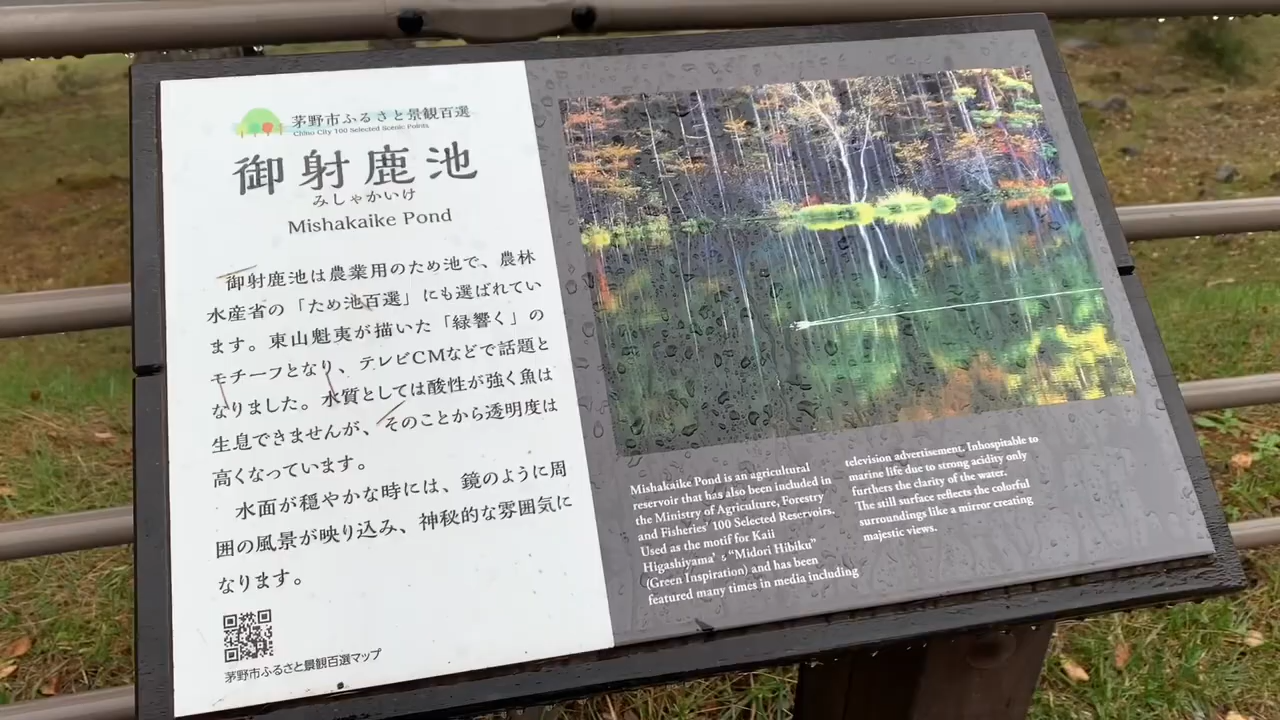 茅野市ふるさと景観百選
Chino City 100 Selected Scenic Points
御射鹿池
みしゃかいけ
Mishakaike Pond
御射鹿池は農業用のため池で、農林
水産省の「ため池百選」にも選ばれてい
ます。東山魁夷が描いた「緑響く」の
モチーフとなり、テレビCMなどで話題と
なりました。水質としては酸性が強く魚は
生息できませんが、そのことから透明度は
高くなっています。
水面が穏やかな時には、鏡のように周
囲の風景が映り込み、神秘的な雰囲気に
なります。
茅野市ふるさと景観百選マップ
Mishakaike Pond is an agricultural
reservoir that has also been included in
the Ministry of Agriculture, Forestry
and Fisheries' 100 Selected Reservoirs.
Used as the motif for Kaii
Higashiyama' s "Midori Hibiku"
(Green Inspiration) and has been
featured many times in media including
television advertisement. Inhospitable to
marine life due to strong acidity only
furthers the clarity of the water.
The still surface reflects the colorful
surroundings like a mirror creating
majestic views.